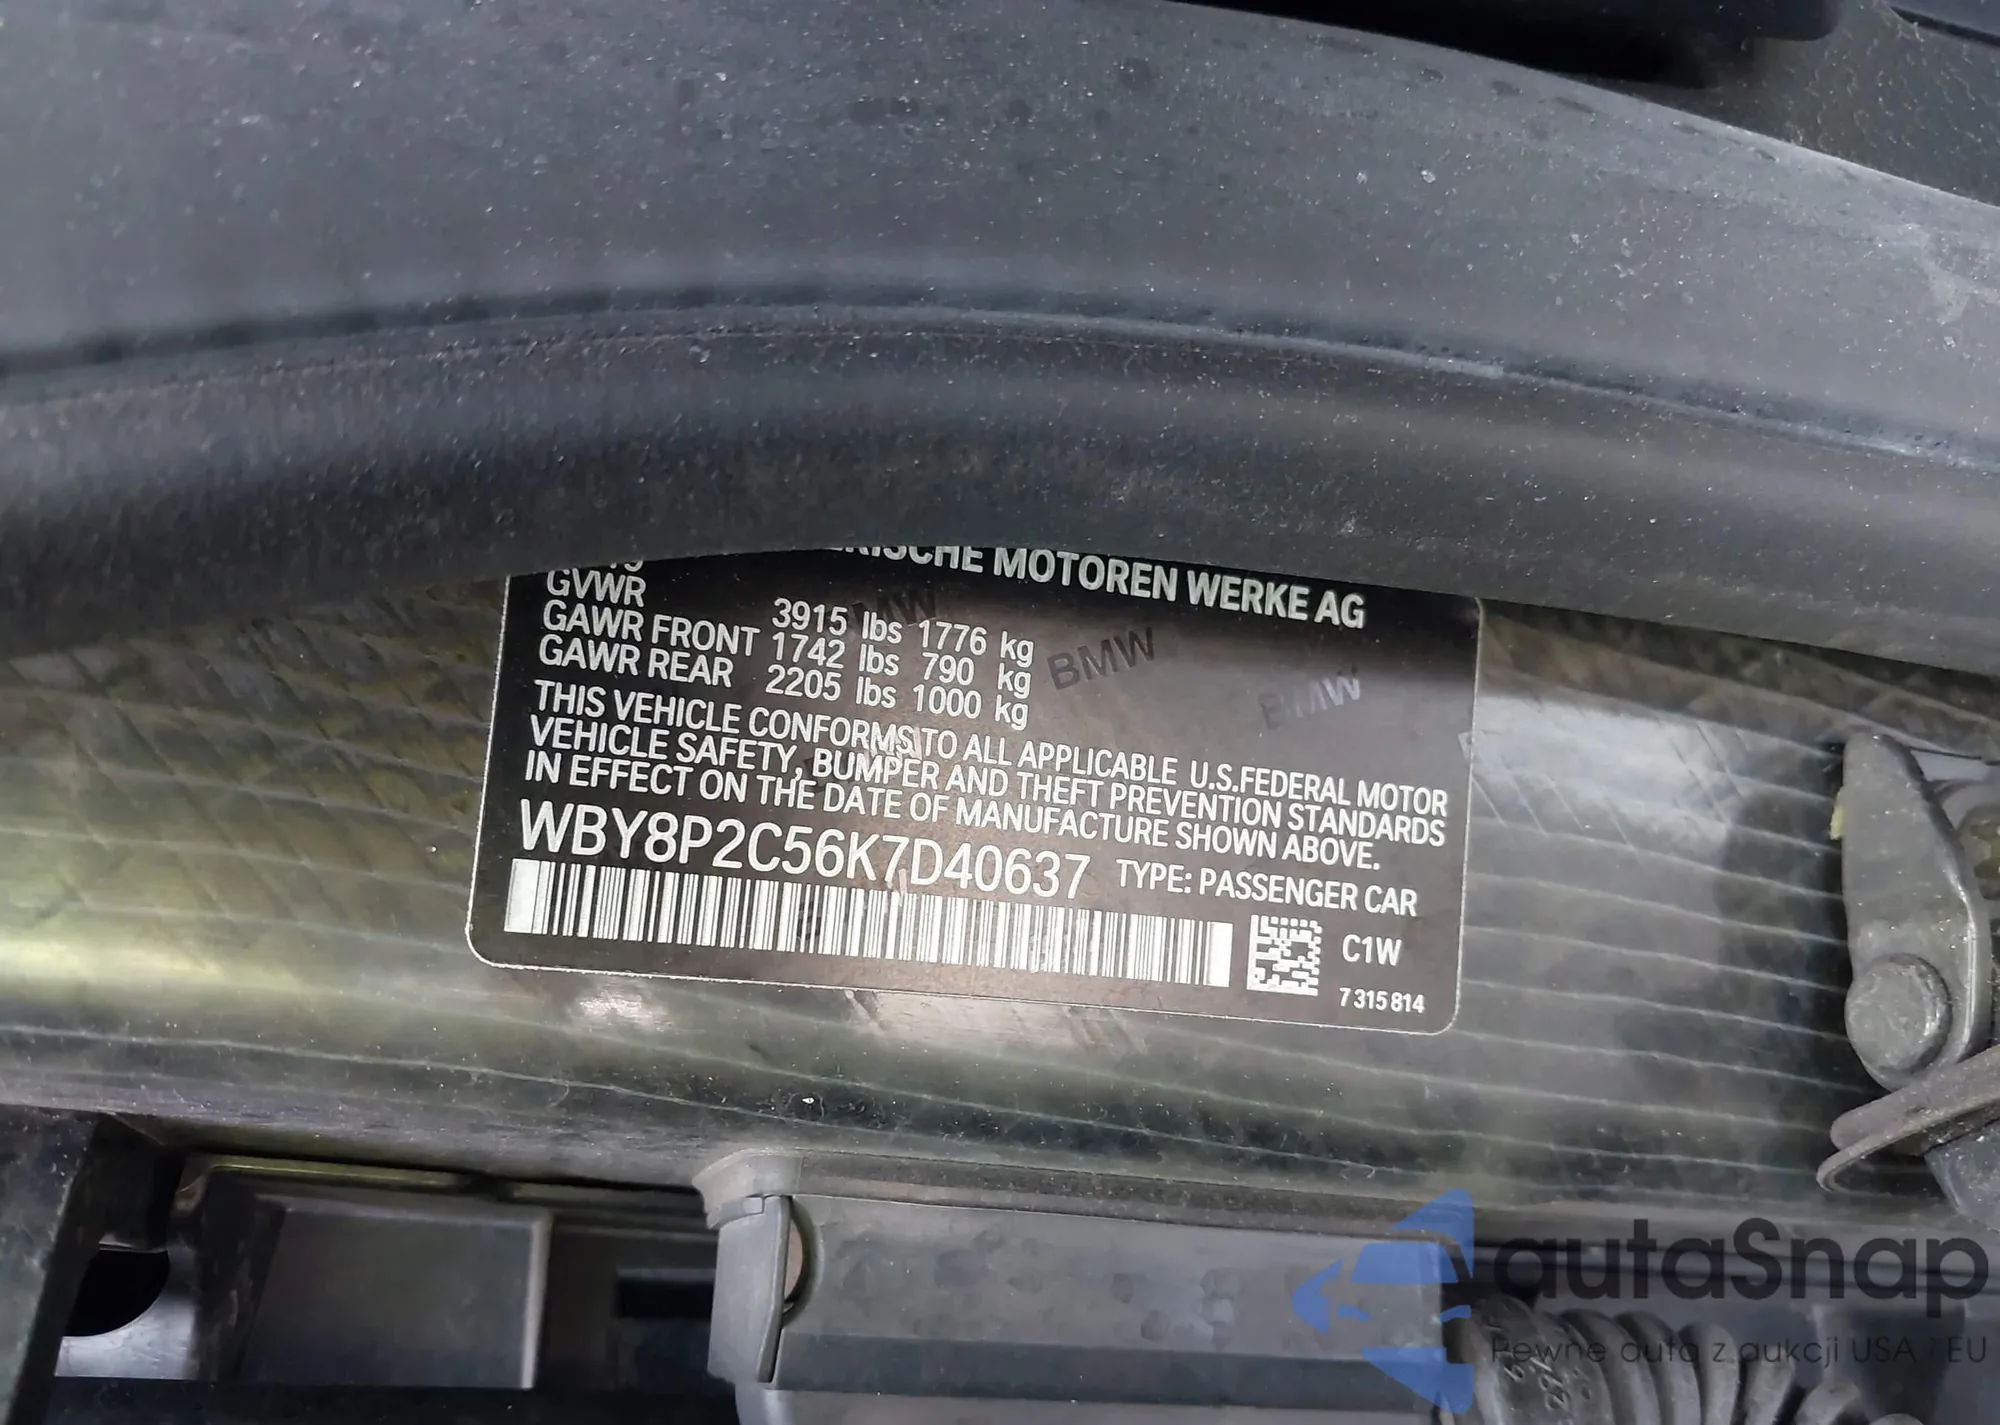 ERISCHE MOTOREN WERKE AG
GVWR 3915 lbs 1776 kg
GAWR FRONT 1742 lbs 790 kg
GAWR REAR 2205 lbs 1000 kg
BMW
BMW
BMW
THIS VEHICLE CONFORMS TO ALL APPLICABLE U.S.FEDERAL MOTOR
VEHICLE SAFETY, BUMPER AND THEFT PREVENTION STANDARDS
IN EFFECT ON THE DATE OF MANUFACTURE SHOWN ABOVE.
WBY8P2C56K7D40637 TYPE: PASSENGER CAR
C1W
7 315 814
autaSnap
Pewne auta z aukcji USA i EU